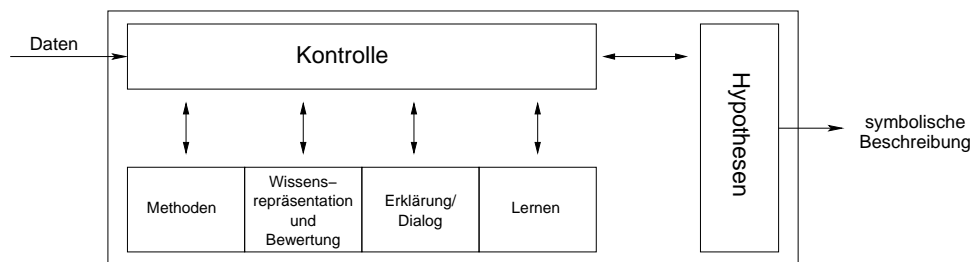 Daten
Kontrolle
Hypothesen
symbolische
Beschreibung
Methoden
Wissens–
repräsentation
und
Bewertung
Erklärung/
Dialog
Lernen